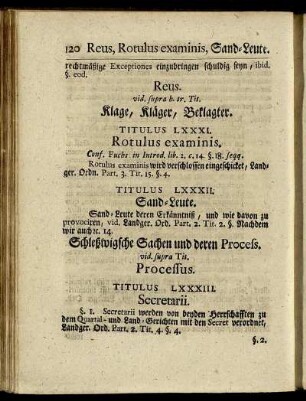 120 Reus, Rotulus examinis, Sand-Leute.
rechtmäßige Exceptiones einzubringen schuldig seyn, ibid.
§. eod.
Reus.
vid. supra h. tr. Tit.
Klage, Kläger, Beklagter.
TITULUS LXXXI.
Rotulus examinis.
Conf. Fuchs in Introd. lib. 2. c. 14. §. 18. seqq.
Rotulus examinis wird verschlossen eingeschicket, Land-
ger. Ordn. Part. 3. Tit. 15. §. 4.
TITULUS LXXXII.
Sand-Leute.
Sand-Leute deren Erkänntniß, und wie davon zu
provociren, vid. Landger. Ord. Part. 2. Tit. 2. §. Nachdem
wir auch 14.
Schleßwigsche Sachen und deren Process.
vid. supra Tit.
Processus.
TITULUS LXXXIII.
Secretarii.
§. 1. Secretarii werden von beyden Herrschafften zu
dem Quartal- und Land-Gerichten mit den Secret verordnet,
Landger. Ord. Part. 2. Tit. 4. §. 4.
§. 2.